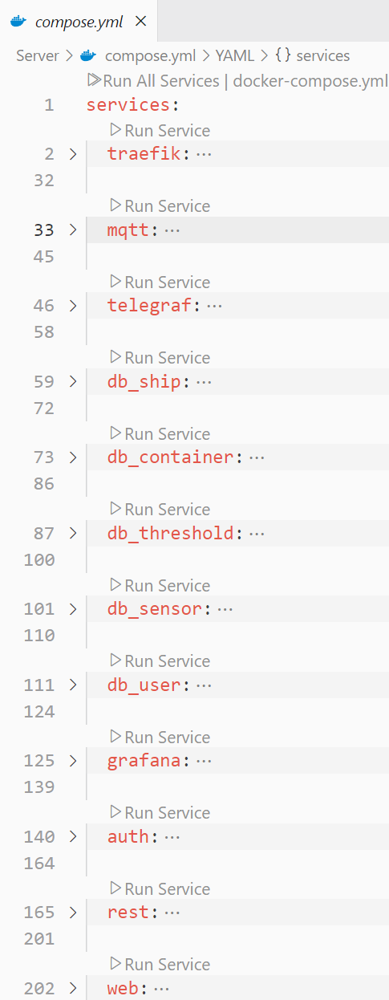 compose.yml ×
Server > compose.yml > YAML > {} services
Run All Services | docker-compose.yml
1 services:
Run Service
2 > traefik: ···
32
Run Service
33 > mqtt: ···
45
Run Service
46 > telegraf: ···
58
Run Service
59 > db_ship: ···
72
Run Service
73 > db_container: ···
86
Run Service
87 > db_threshold: ···
100
Run Service
101 > db_sensor: ···
110
Run Service
111 > db_user: ···
124
Run Service
125 > grafana: ···
139
Run Service
140 > auth: ···
164
Run Service
165 > rest: ···
201
Run Service
202 > web: ···